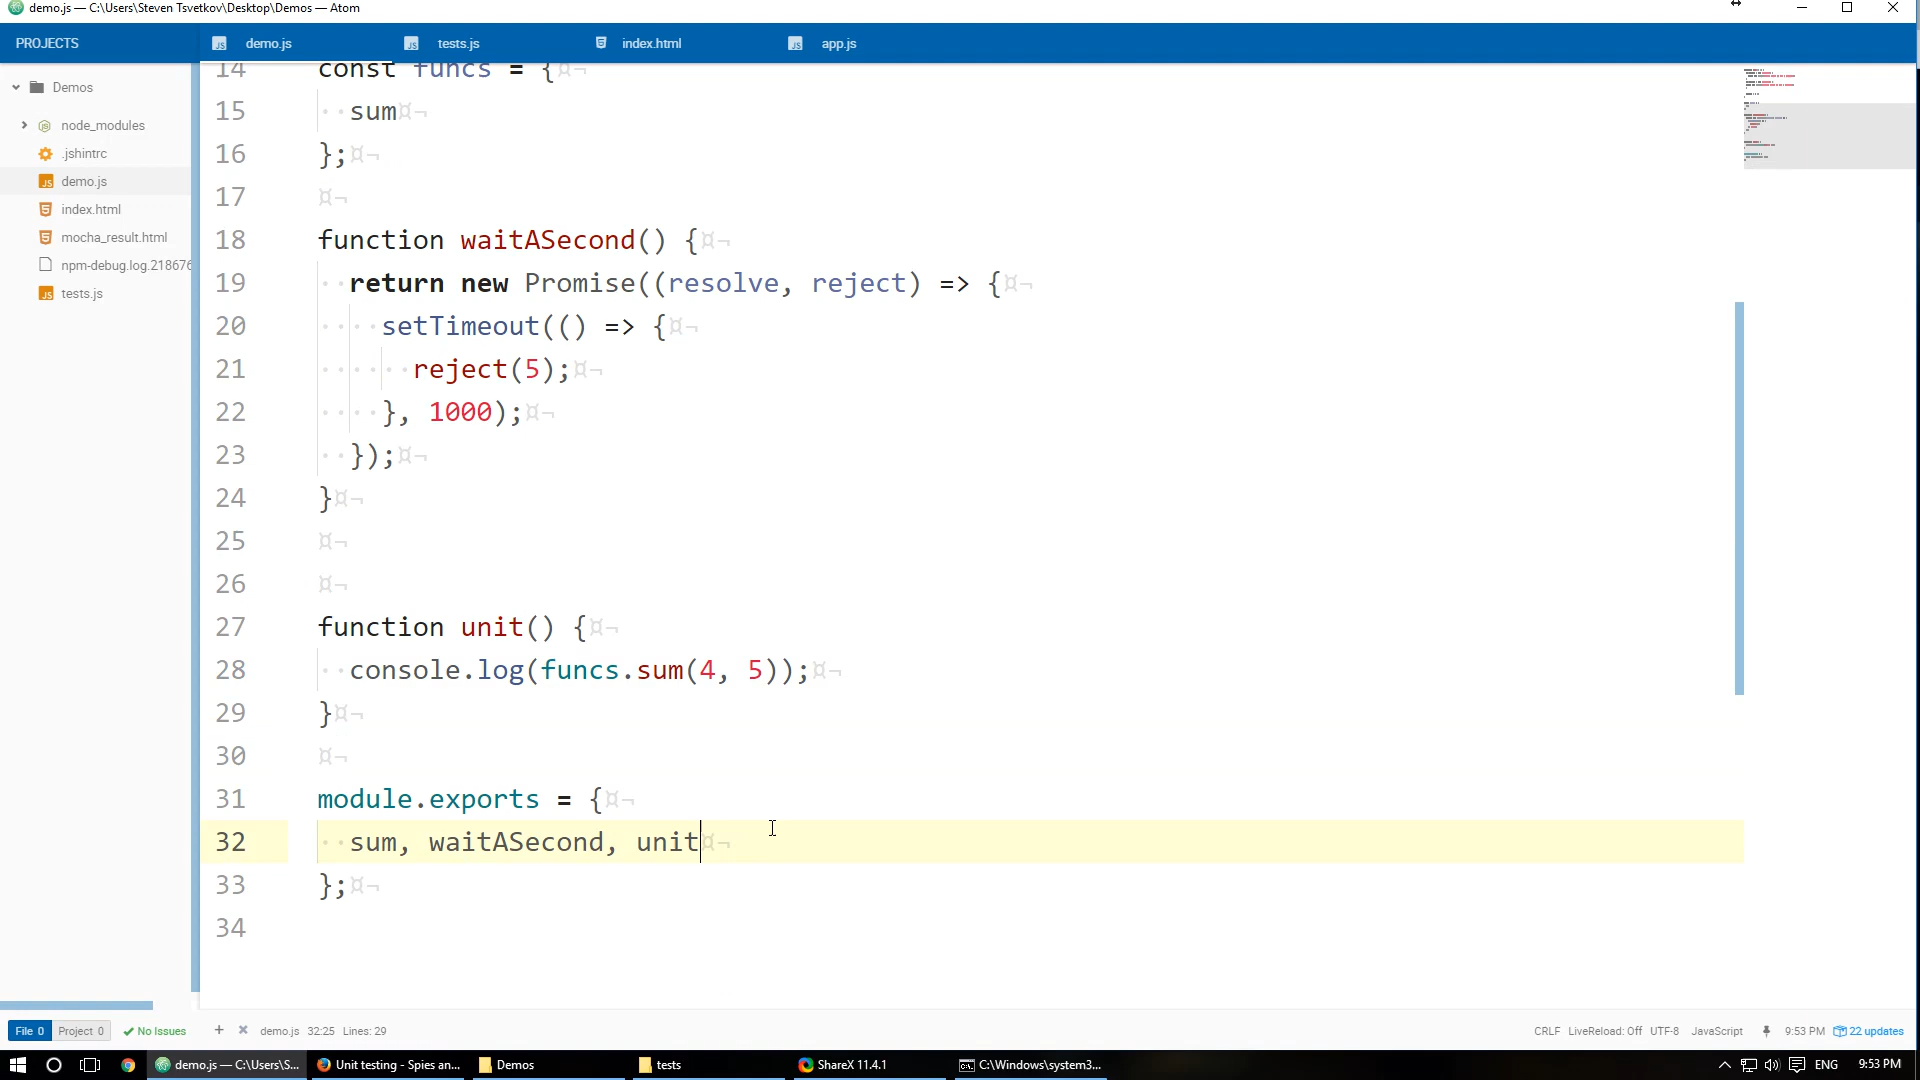 demo.js — C:\Users\Steven Tsvetkov\Desktop\Demos — Atom
PROJECTS
demo.js
tests.js
index.html
app.js
Demos
node_modules
.jshintrc
demo.js
index.html
mocha_result.html
npm-debug.log.218676
tests.js
14 const funcs = {¤¬
15 ··sum¤¬
16 };¤¬
17 ¤¬
18 function waitASecond() {¤¬
19 ··return new Promise((resolve, reject) => {¤¬
20 ····setTimeout(() => {¤¬
21 ······reject(5);¤¬
22 ····}, 1000);¤¬
23 ··});¤¬
24 }¤¬
25 ¤¬
26 ¤¬
27 function unit() {¤¬
28 ··console.log(funcs.sum(4, 5));¤¬
29 }¤¬
30 ¤¬
31 module.exports = {¤¬
32 ··sum, waitASecond, unit¤¬
33 };¤¬
34
File 0 Project 0 No Issues + × demo.js 32:25 Lines: 29 CRLF LiveReload: Off UTF-8 JavaScript 9:53 PM 22 updates
demo.js — C:\Users\S... Unit testing - Spies an... Demos tests ShareX 11.4.1 C:\Windows\system3... ENG 9:53 PM